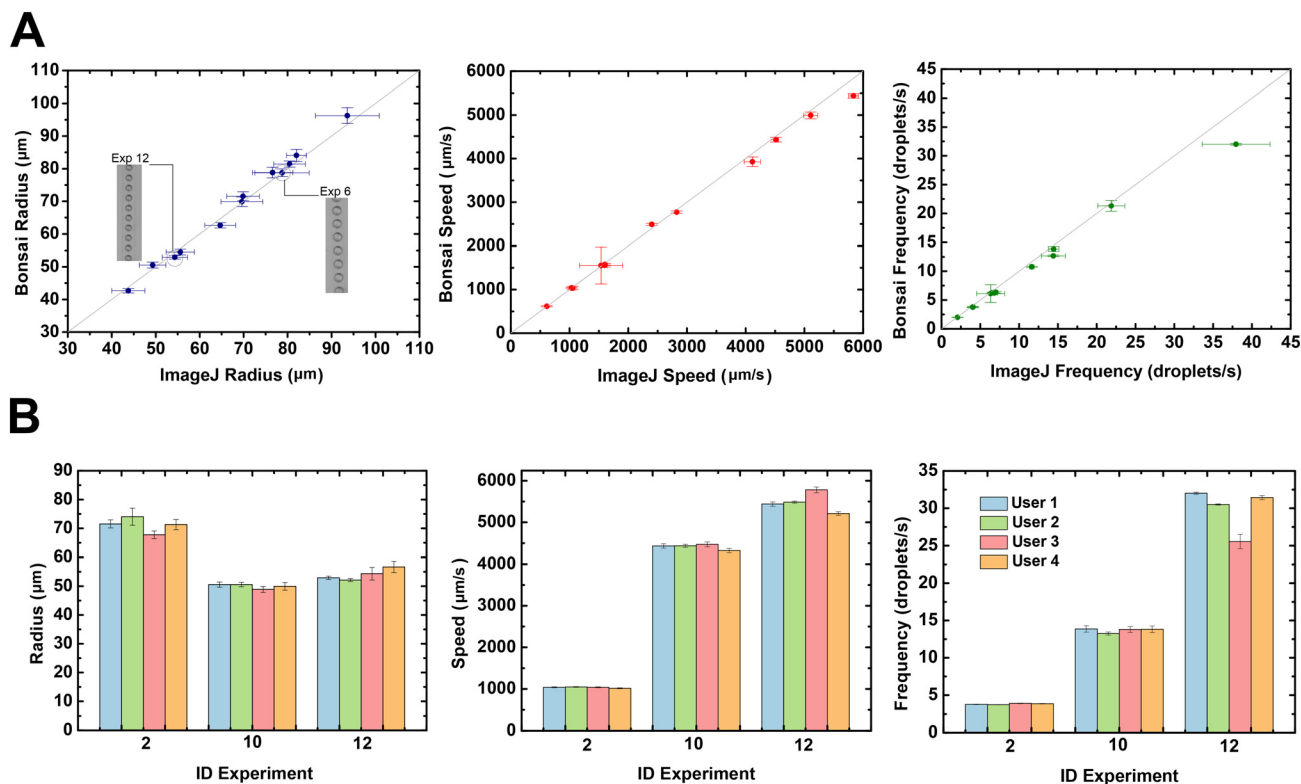 A
110
100
90
80
70
60
50
40
30
30 40 50 60 70 80 90 100 110
Bonsai Radius (µm)
ImageJ Radius (µm)
Exp 12
Exp 6
6000
5000
4000
3000
2000
1000
0
0 1000 2000 3000 4000 5000 6000
Bonsai Speed (µm/s)
ImageJ Speed (µm/s)
45
40
35
30
25
20
15
10
5
0
0 5 10 15 20 25 30 35 40 45
Bonsai Frequency (droplets/s)
ImageJ Frequency (droplets/s)
B
90
80
70
60
50
40
30
20
10
0
2 10 12
Radius (µm)
ID Experiment
6000
5000
4000
3000
2000
1000
0
2 10 12
Speed (µm/s)
ID Experiment
35
30
25
20
15
10
5
0
2 10 12
Frequency (droplets/s)
ID Experiment
User 1
User 2
User 3
User 4